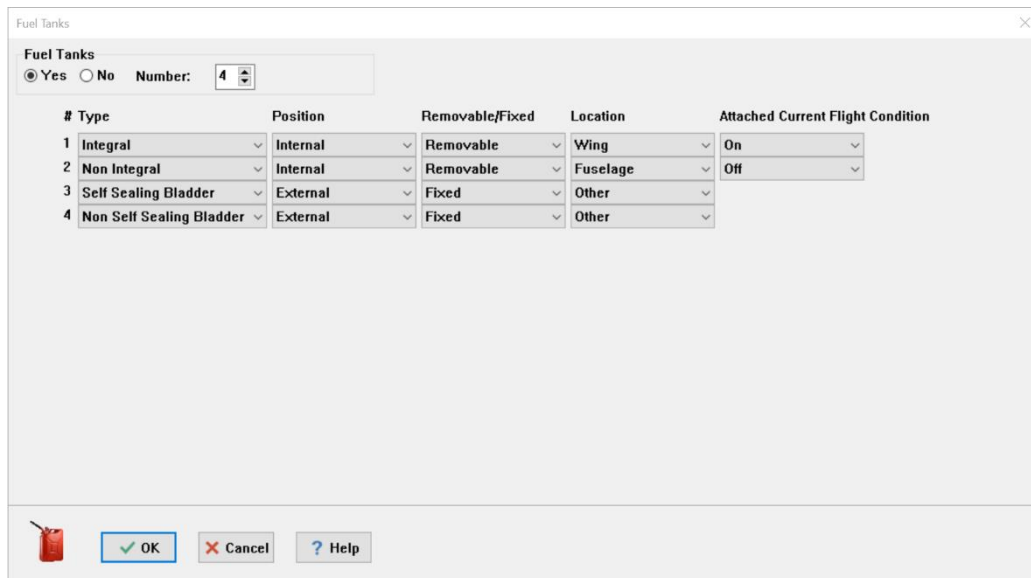 Fuel Tanks
Fuel Tanks
Yes No Number: 4
# Type Position Removable/Fixed Location Attached Current Flight Condition
1 Integral Internal Removable Wing On
2 Non Integral Internal Removable Fuselage Off
3 Self Sealing Bladder External Fixed Other
4 Non Self Sealing Bladder External Fixed Other
OK Cancel ? Help